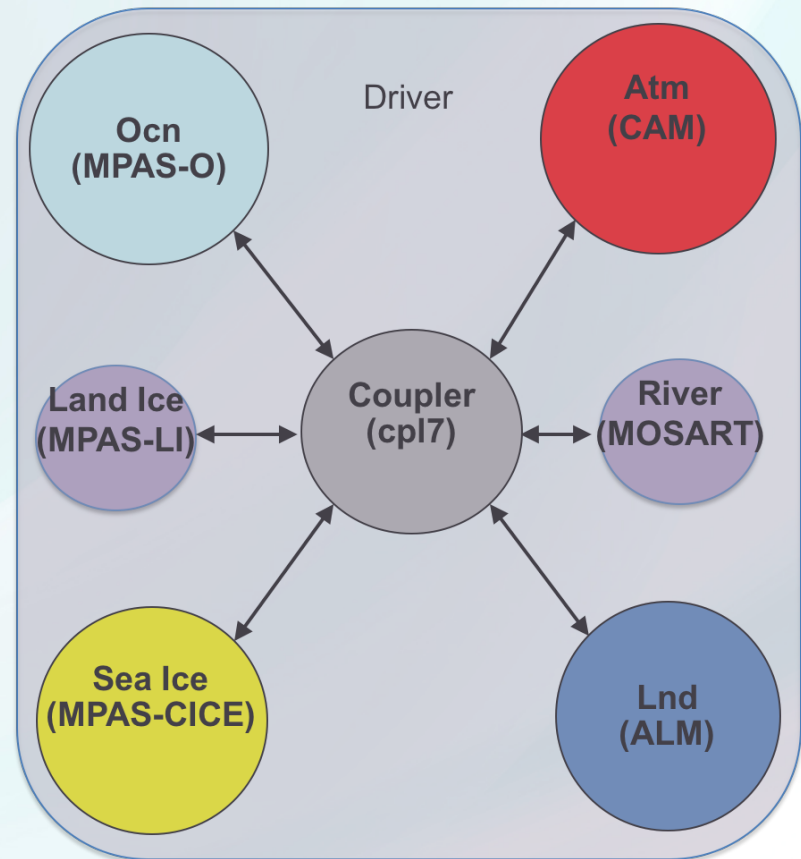 Driver
Ocn
(MPAS-O)
Atm
(CAM)
Land Ice
(MPAS-LI)
Coupler
(cpl7)
River
(MOSART)
Sea Ice
(MPAS-CICE)
Lnd
(ALM)